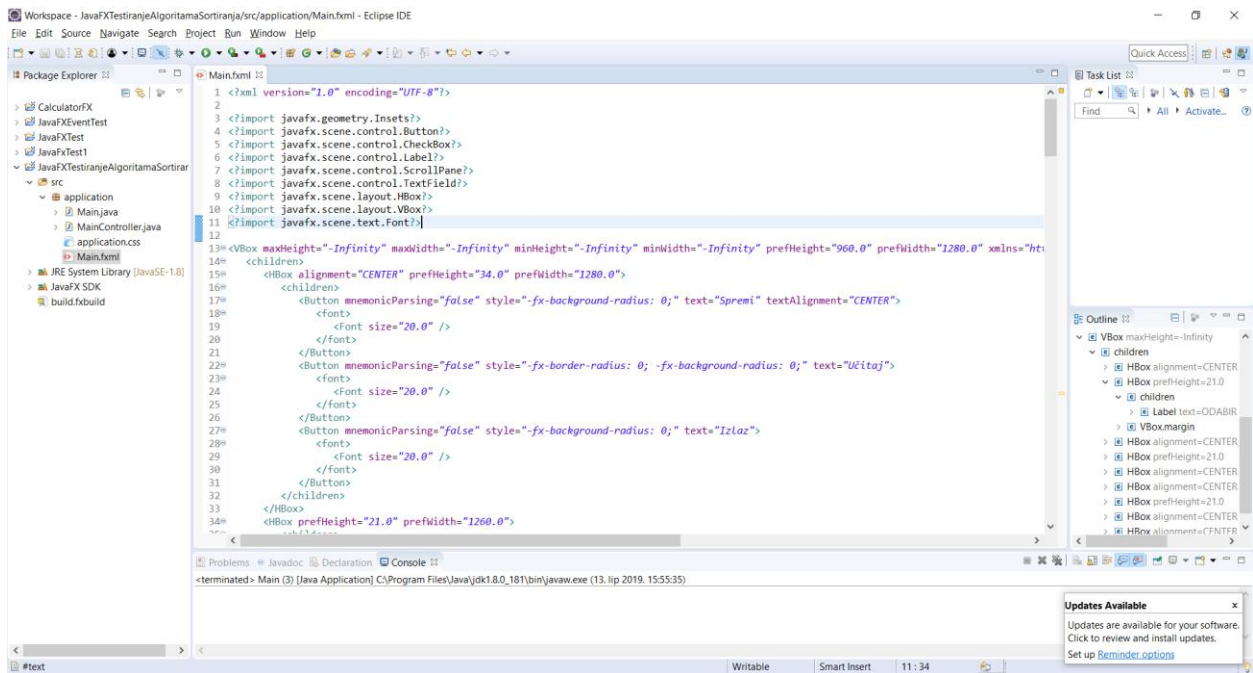 Workspace - JavaFXTestiranjeAlgoritamaSortiranja/src/application/Main.fxml - Eclipse IDE
File Edit Source Navigate Search Project Run Window Help
Quick Access
Package Explorer
CalculatorFX
JavaFXEventTest
JavaFXTest
JavaFxTest1
JavaFXTestiranjeAlgoritamaSortirar
src
application
Main.java
MainController.java
application.css
Main.fxml
JRE System Library [JavaSE-1.8]
JavaFX SDK
build.fxbuild
Main.fxml
1 <?xml version="1.0" encoding="UTF-8"?>
2
3 <?import javafx.geometry.Insets?>
4 <?import javafx.scene.control.Button?>
5 <?import javafx.scene.control.CheckBox?>
6 <?import javafx.scene.control.Label?>
7 <?import javafx.scene.control.ScrollPane?>
8 <?import javafx.scene.control.TextField?>
9 <?import javafx.scene.layout.HBox?>
10 <?import javafx.scene.layout.VBox?>
11 <?import javafx.scene.text.Font?>
12
13 <VBox maxHeight="-Infinity" maxWidth="-Infinity" minHeight="-Infinity" minWidth="-Infinity" prefHeight="960.0" prefWidth="1280.0" xmlns="htt
14 <children>
15 <HBox alignment="CENTER" prefHeight="34.0" prefWidth="1280.0">
16 <children>
17 <Button mnemonicParsing="false" style="-fx-background-radius: 0;" text="Spremi" textAlignment="CENTER">
18 <font>
19 <Font size="20.0" />
20 </font>
21 </Button>
22 <Button mnemonicParsing="false" style="-fx-border-radius: 0; -fx-background-radius: 0;" text="Učitaj">
23 <font>
24 <Font size="20.0" />
25 </font>
26 </Button>
27 <Button mnemonicParsing="false" style="-fx-background-radius: 0;" text="Izlaz">
28 <font>
29 <Font size="20.0" />
30 </font>
31 </Button>
32 </children>
33 </HBox>
34 <HBox prefHeight="21.0" prefWidth="1260.0">
Task List
Find All Activate...
Outline
VBox maxHeight=-Infinity
children
HBox alignment=CENTER
HBox prefHeight=21.0
children
Label text=ODABIR
VBox.margin
HBox alignment=CENTER
HBox prefHeight=21.0
HBox alignment=CENTER
HBox alignment=CENTER
HBox prefHeight=21.0
HBox alignment=CENTER
HBox alignment=CENTER
Problems Javadoc Declaration Console
<terminated> Main (3) [Java Application] C:\Program Files\Java\jdk1.8.0_181\bin\javaw.exe (13. lip 2019. 15:55:35)
Updates Available
Updates are available for your software.
Click to review and install updates.
Set up Reminder options
#text
Writable
Smart Insert
11 : 34